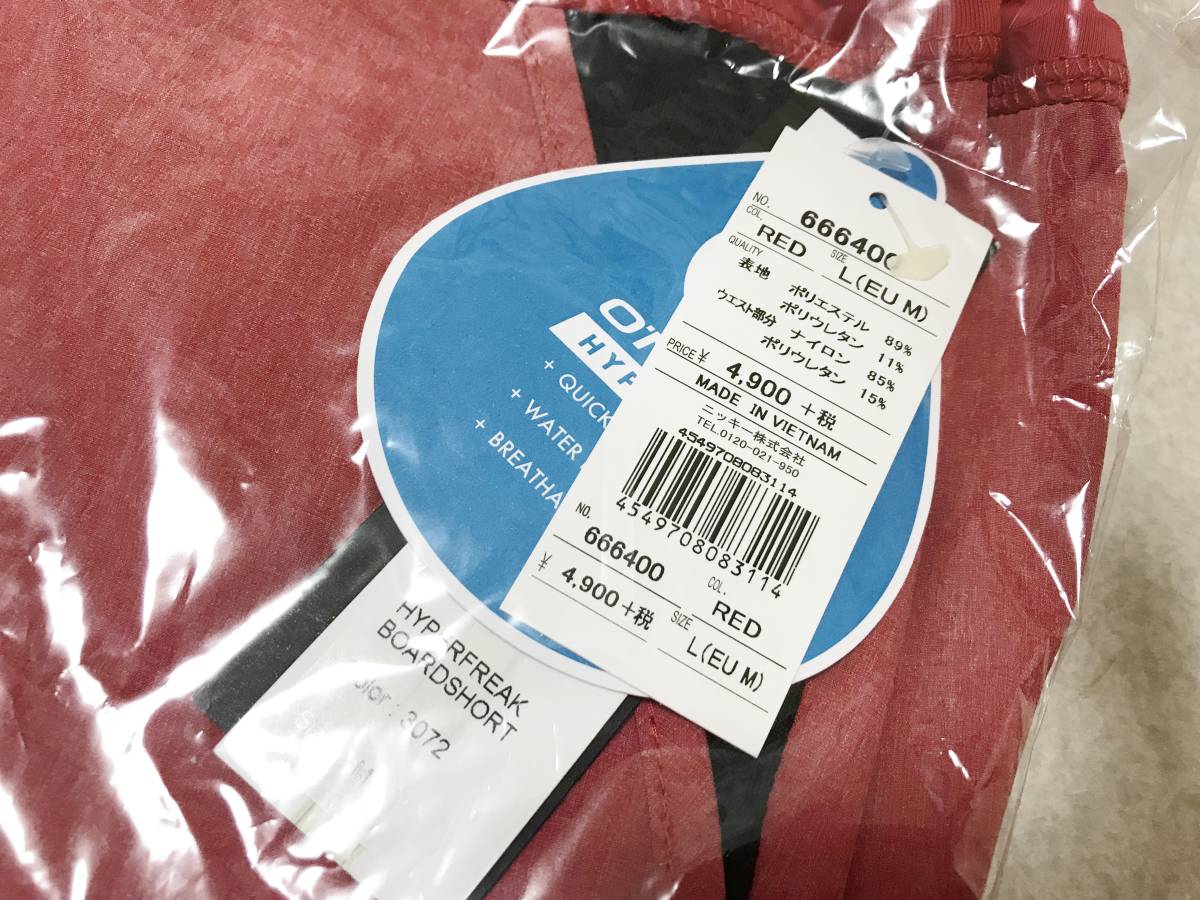 NO. 666400
COL. RED SIZE L(EU M)
QUALITY
表地 ポリエステル 89%
ポリウレタン 11%
ウエスト部分 ナイロン 85%
ポリウレタン 15%
PRICE ¥ 4,900 +税
MADE IN VIETNAM
ニッキー株式会社
TEL.0120-021-950
4549708083114
4549708083114
NO. 666400 COL. RED
¥ 4,900+税 SIZE L(EU M)
+ QUICK
+ WATER
HYP RFREAK
BOARDSHORT
: 3072
M